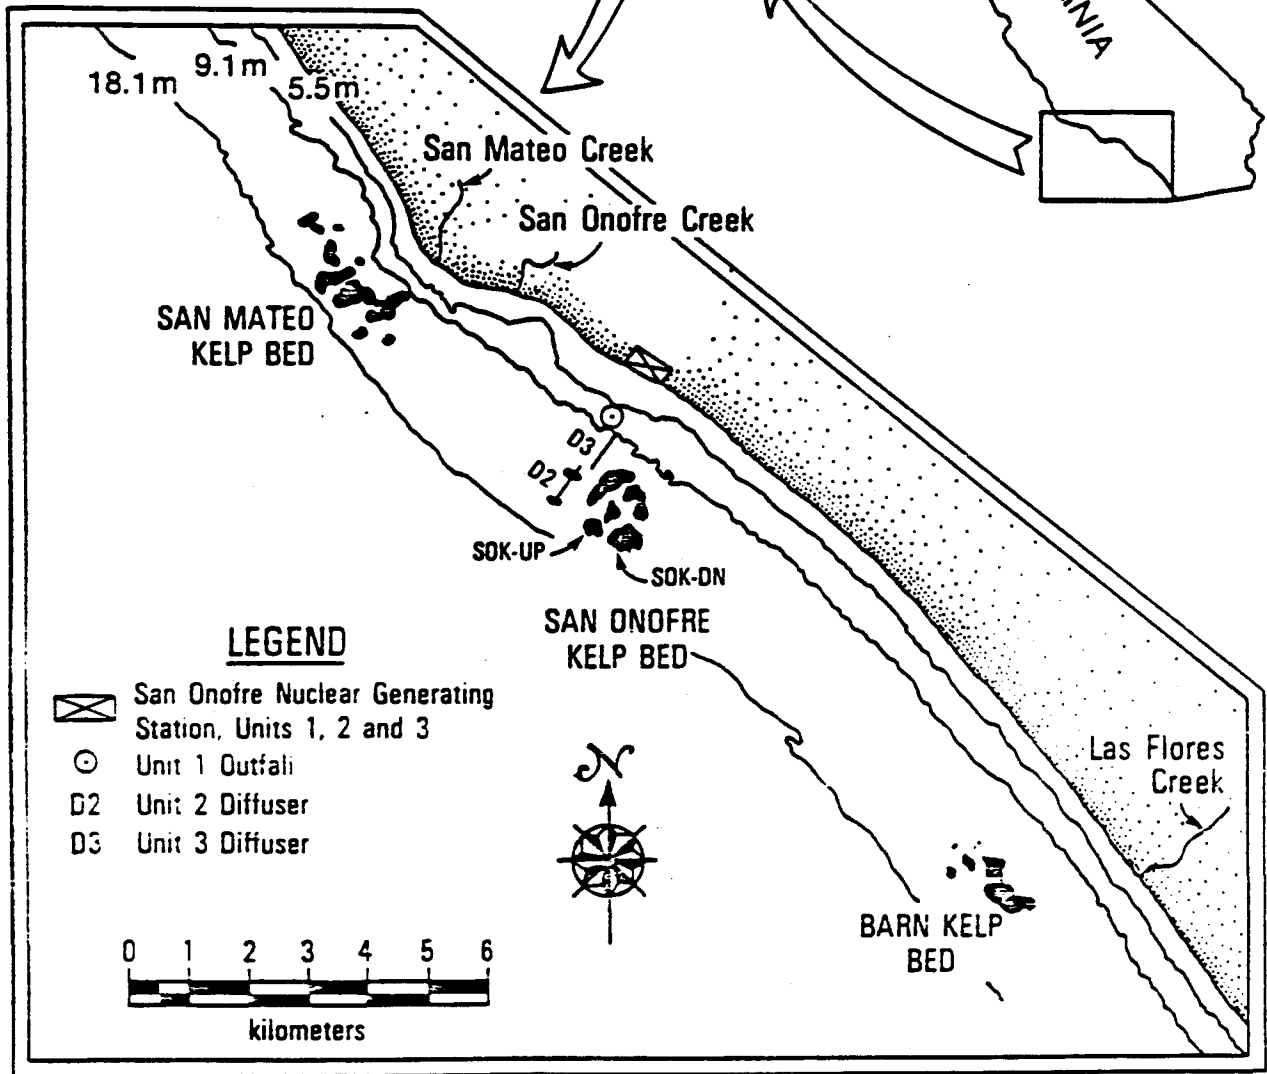 NIA
18.1m
9.1m
5.5m
San Mateo Creek
San Onofre Creek
SAN MATEO
KELP BED
D3
D2
SOK-UP
SOK-DN
SAN ONOFRE
KELP BED
LEGEND
San Onofre Nuclear Generating
Station, Units 1, 2 and 3
Unit 1 Outfall
D2 Unit 2 Diffuser
D3 Unit 3 Diffuser
N
Las Flores
Creek
BARN KELP
BED
0 1 2 3 4 5 6
kilometers